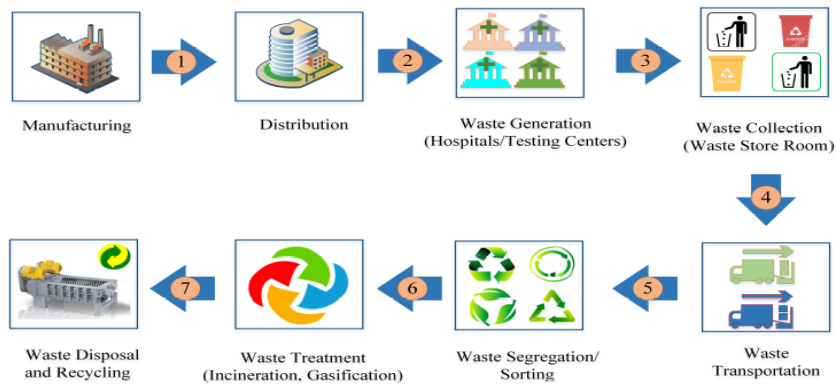 1
2
3
Manufacturing
Distribution
Waste Generation
(Hospitals/Testing Centers)
Waste Collection
(Waste Store Room)
4
7
6
5
Waste Disposal
and Recycling
Waste Treatment
(Incineration, Gasification)
Waste Segregation/
Sorting
Waste
Transportation